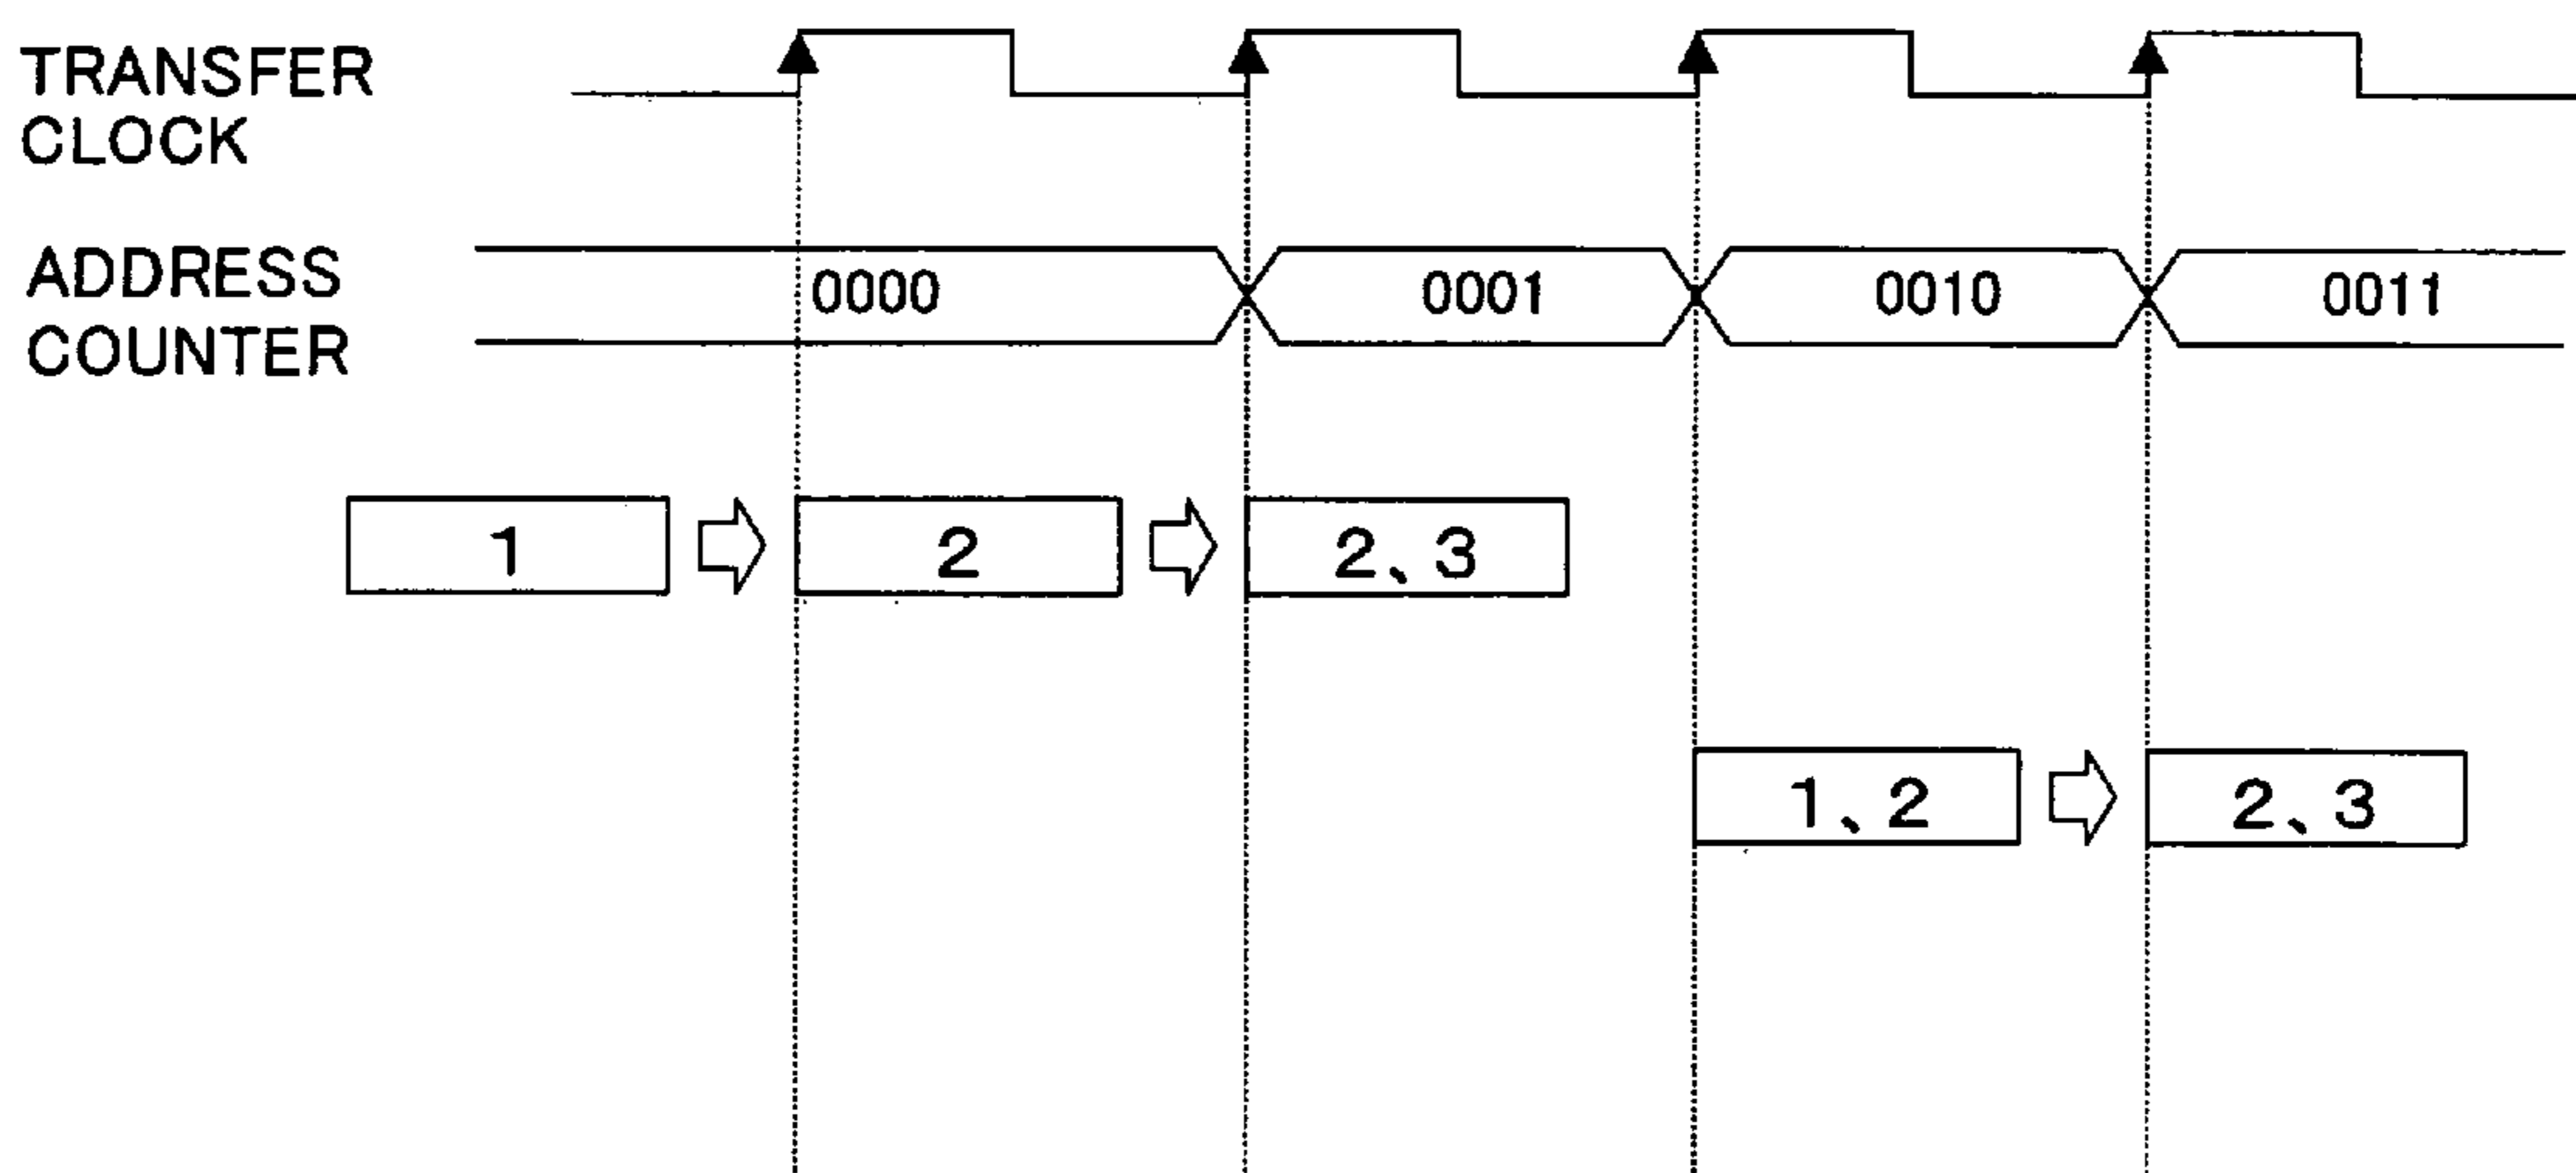 TRANSFER
CLOCK
ADDRESS
COUNTER
0000 0001 0010 0011
1 2 2、3
1、2 2、3